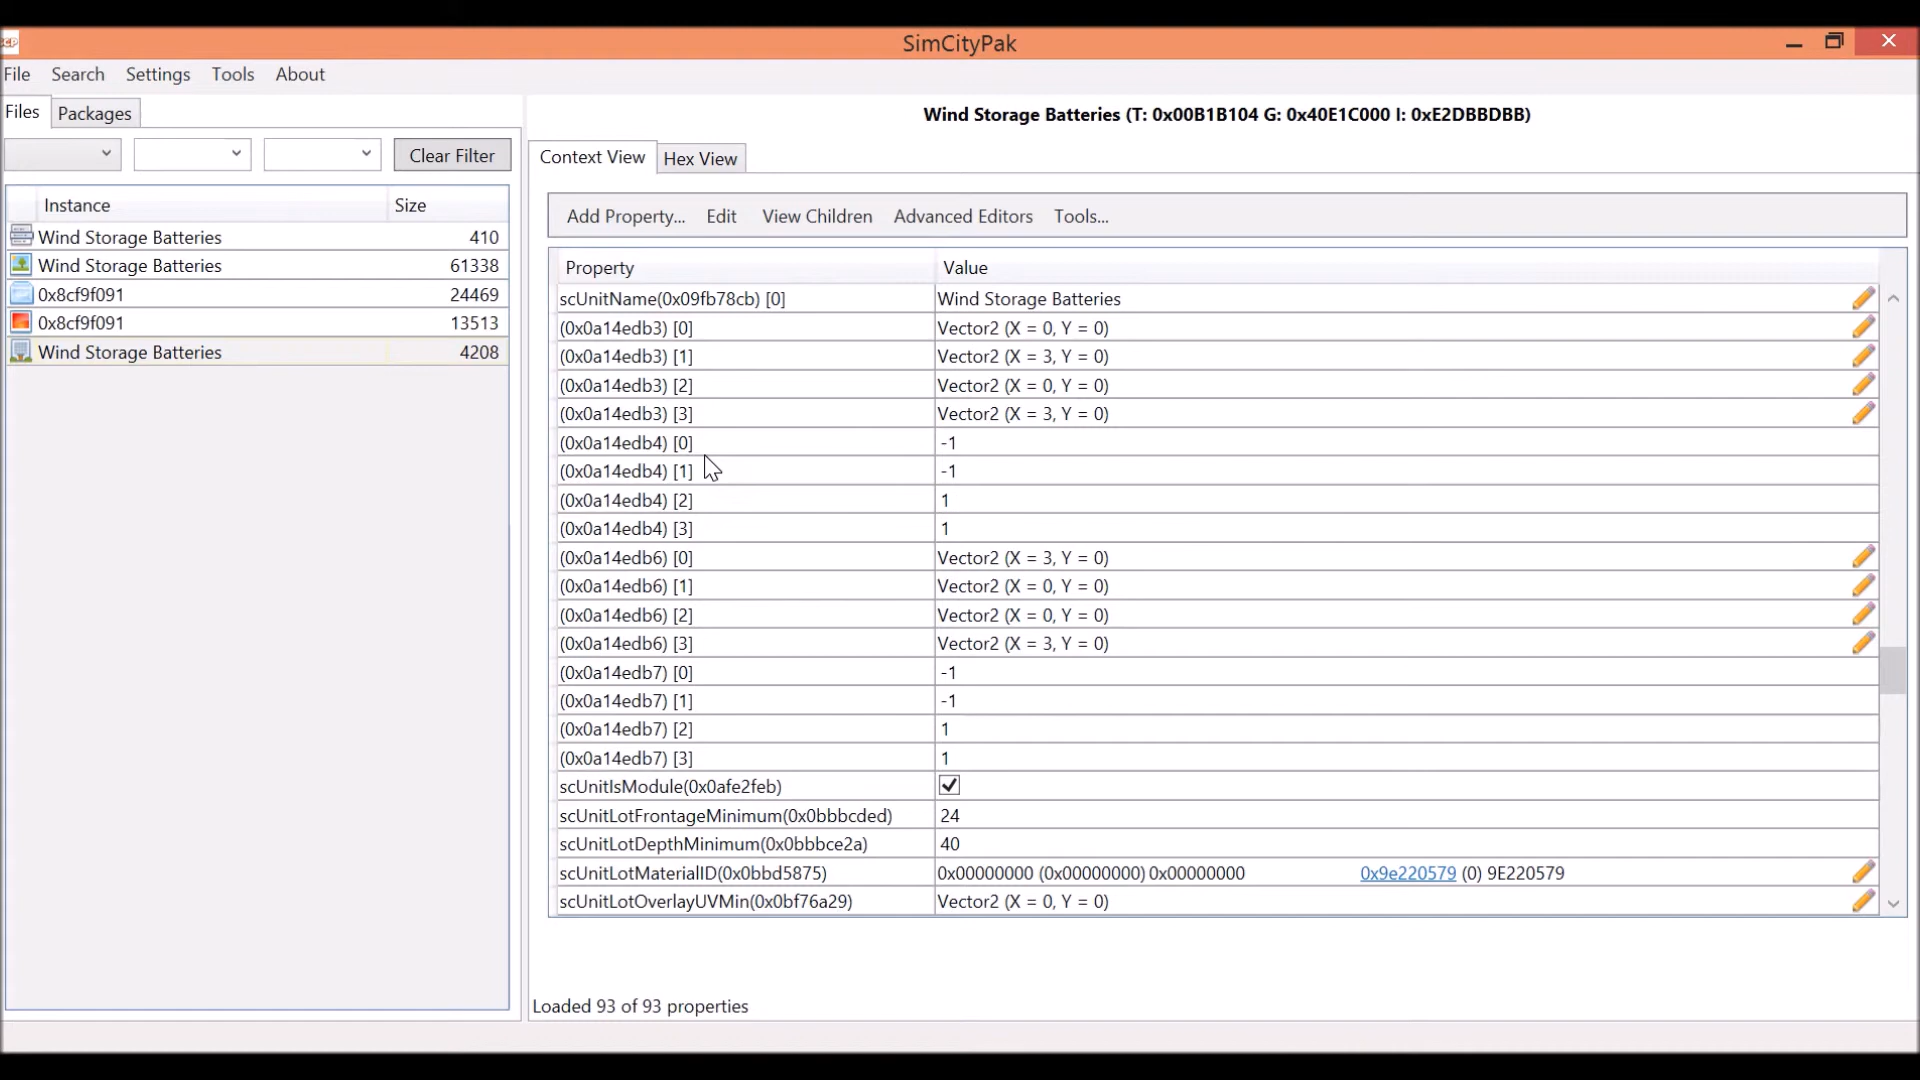 SCP
SimCityPak
File Search Settings Tools About
Files Packages
Clear Filter
Instance Size
Wind Storage Batteries 410
Wind Storage Batteries 61338
0x8cf9f091 24469
0x8cf9f091 13513
Wind Storage Batteries 4208
Wind Storage Batteries (T: 0x00B1B104 G: 0x40E1C000 I: 0xE2DBBDBB)
Context View Hex View
Add Property... Edit View Children Advanced Editors Tools...
Property Value
scUnitName(0x09fb78cb) [0] Wind Storage Batteries
(0x0a14edb3) [0] Vector2 (X = 0, Y = 0)
(0x0a14edb3) [1] Vector2 (X = 3, Y = 0)
(0x0a14edb3) [2] Vector2 (X = 0, Y = 0)
(0x0a14edb3) [3] Vector2 (X = 3, Y = 0)
(0x0a14edb4) [0] -1
(0x0a14edb4) [1] -1
(0x0a14edb4) [2] 1
(0x0a14edb4) [3] 1
(0x0a14edb6) [0] Vector2 (X = 3, Y = 0)
(0x0a14edb6) [1] Vector2 (X = 0, Y = 0)
(0x0a14edb6) [2] Vector2 (X = 0, Y = 0)
(0x0a14edb6) [3] Vector2 (X = 3, Y = 0)
(0x0a14edb7) [0] -1
(0x0a14edb7) [1] -1
(0x0a14edb7) [2] 1
(0x0a14edb7) [3] 1
scUnitIsModule(0x0afe2feb)
scUnitLotFrontageMinimum(0x0bbbcded) 24
scUnitLotDepthMinimum(0x0bbbce2a) 40
scUnitLotMaterialID(0x0bbd5875) 0x00000000 (0x00000000) 0x00000000 0x9e220579 (0) 9E220579
scUnitLotOverlayUVMin(0x0bf76a29) Vector2 (X = 0, Y = 0)
Loaded 93 of 93 properties